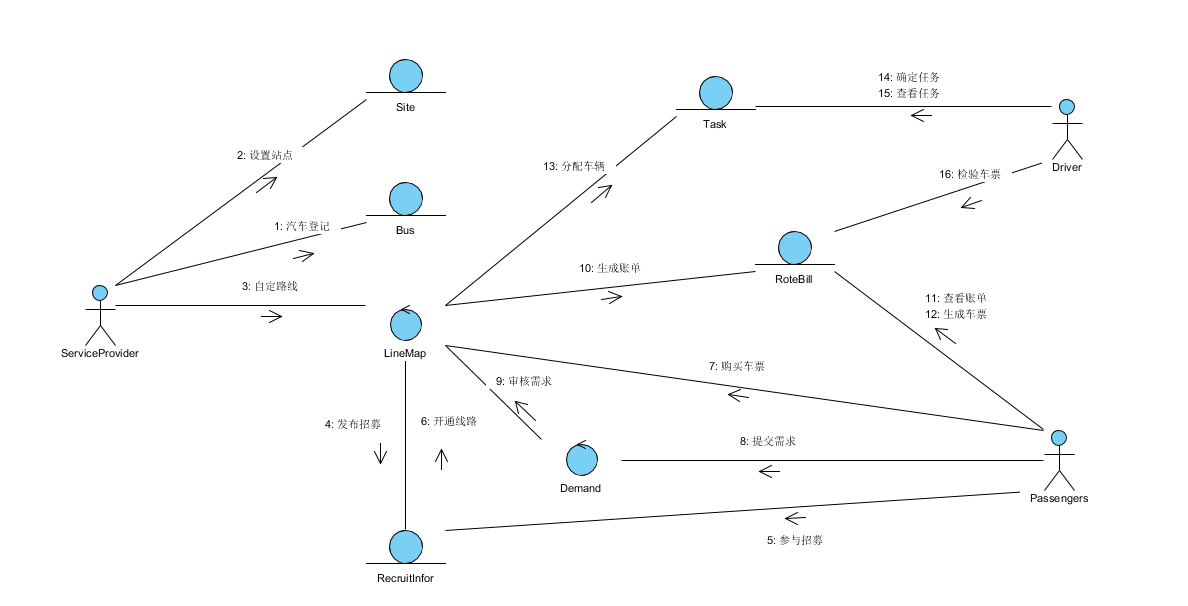 Site
14: 确定任务
15: 查看任务
Task
2: 设置站点
13: 分配车辆
Driver
16: 检验车票
1: 汽车登记
Bus
10: 生成账单
RoteBill
3: 自定路线
11: 查看账单
12: 生成车票
ServiceProvider
LineMap
7: 购买车票
9: 审核需求
4: 发布招募
6: 开通线路
8: 提交需求
Demand
Passengers
5: 参与招募
RecruitInfor